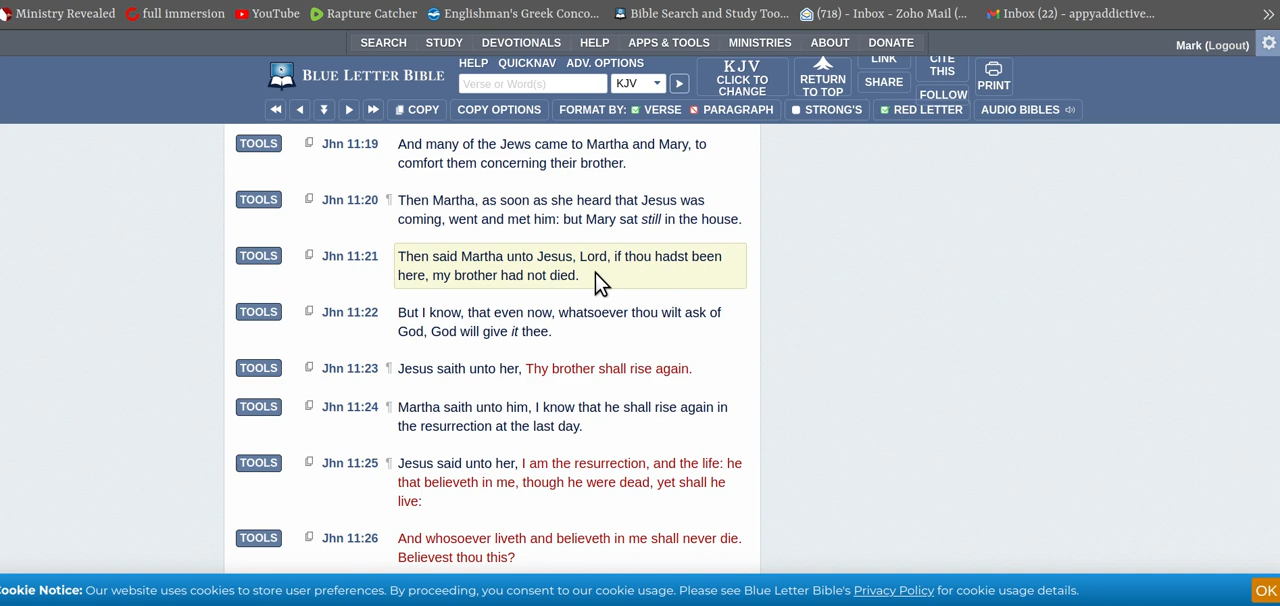 Ministry Revealed full immersion YouTube Rapture Catcher Englishman's Greek Conco... Bible Search and Study Too... (718) - Inbox - Zoho Mail (... Inbox (22) - appyaddictive... »
SEARCH STUDY DEVOTIONALS HELP APPS & TOOLS MINISTRIES ABOUT DONATE
Mark (Logout)
BLUE LETTER BIBLE
HELP QUICKNAV ADV. OPTIONS
Verse or Word(s) KJV
KJV
CLICK TO
CHANGE
RETURN
TO TOP
LINK
SHARE
CITE
THIS
FOLLOW
PRINT
COPY COPY OPTIONS FORMAT BY: VERSE PARAGRAPH STRONG'S RED LETTER AUDIO BIBLES
TOOLS Jhn 11:19 And many of the Jews came to Martha and Mary, to
comfort them concerning their brother.
TOOLS Jhn 11:20 ¶ Then Martha, as soon as she heard that Jesus was
coming, went and met him: but Mary sat still in the house.
TOOLS Jhn 11:21 Then said Martha unto Jesus, Lord, if thou hadst been
here, my brother had not died.
TOOLS Jhn 11:22 But I know, that even now, whatsoever thou wilt ask of
God, God will give it thee.
TOOLS Jhn 11:23 ¶ Jesus saith unto her, Thy brother shall rise again.
TOOLS Jhn 11:24 ¶ Martha saith unto him, I know that he shall rise again in
the resurrection at the last day.
TOOLS Jhn 11:25 ¶ Jesus said unto her, I am the resurrection, and the life: he
that believeth in me, though he were dead, yet shall he
live:
TOOLS Jhn 11:26 And whosoever liveth and believeth in me shall never die.
Believest thou this?
ookie Notice: Our website uses cookies to store user preferences. By proceeding, you consent to our cookie usage. Please see Blue Letter Bible's Privacy Policy for cookie usage details. OK